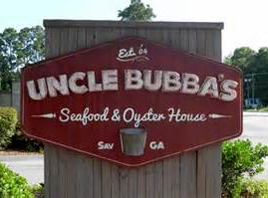 Est. 04
UNCLE BUBBA'S
Seafood & Oyster House
SAV GA